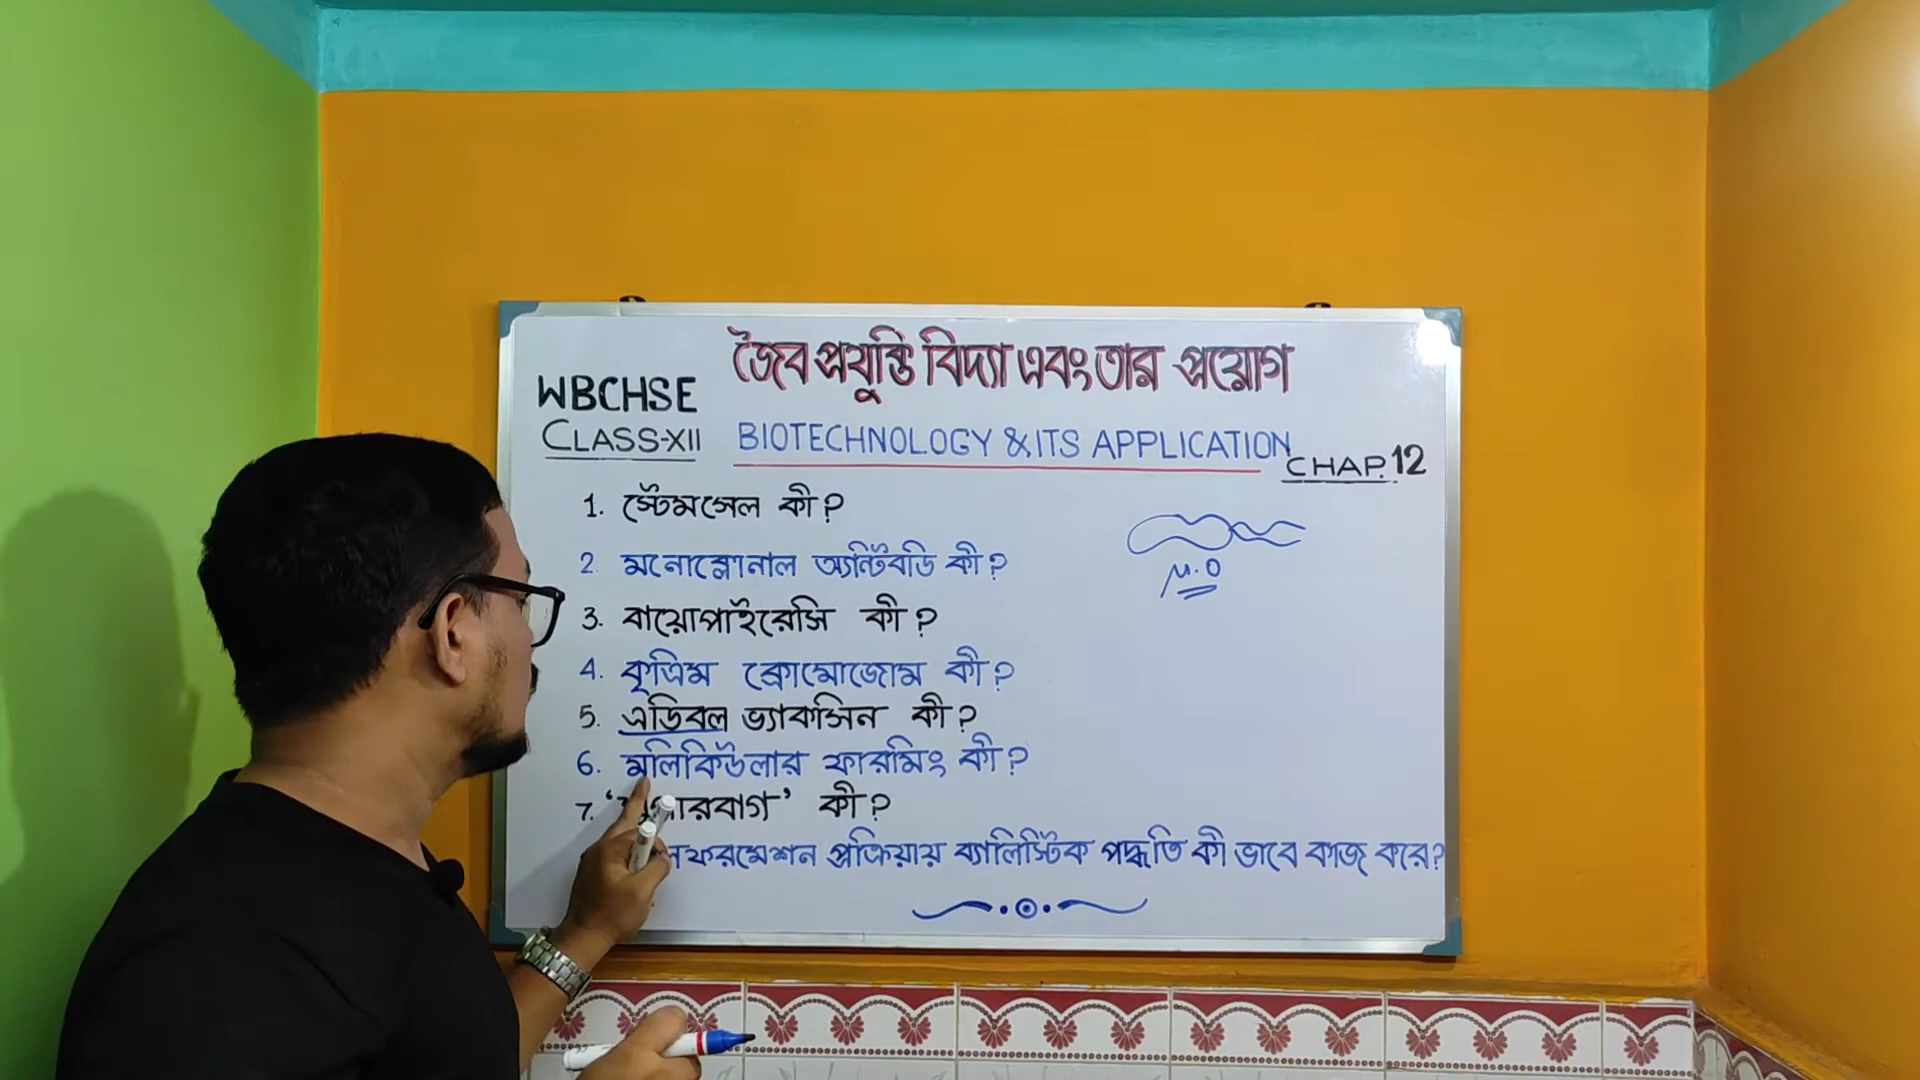 জৈব প্রযুক্তি বিদ্যা এবং তার প্রয়োগ
WBCHSE
CLASS-XII
BIOTECHNOLOGY & ITS APPLICATION
CHAP. 12
1. স্টেমসেল কী?
2. মনোক্লোনাল অ্যান্টিবডি কী?
3. বায়োপাইরেসি কী?
4. কৃত্রিম ক্রোমোজোম কী?
5. এডিবল ভ্যাকসিন কী?
6. মলিকিউলার ফারমিং কী?
7. কী?
প্রক্রিয়ায় ব্যালিস্টিক পদ্ধতি কী ভাবে কাজ করে?
M.O